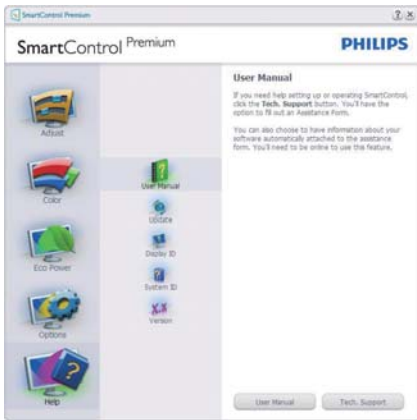 SmartControl Premium
SmartControl Premium
PHILIPS
Adjust
Color
Eco Power
Options
Help
User Manual
Update
Display ID
System ID
Version
User Manual
If you need help setting up or operating SmartControl,
click the Tech. Support button. You'll have the
option to fill out an Assistance Form.
You can also choose to have information about your
software automatically attached to the assistance
form. You'll need to be online to use this feature.
User Manual
Tech. Support